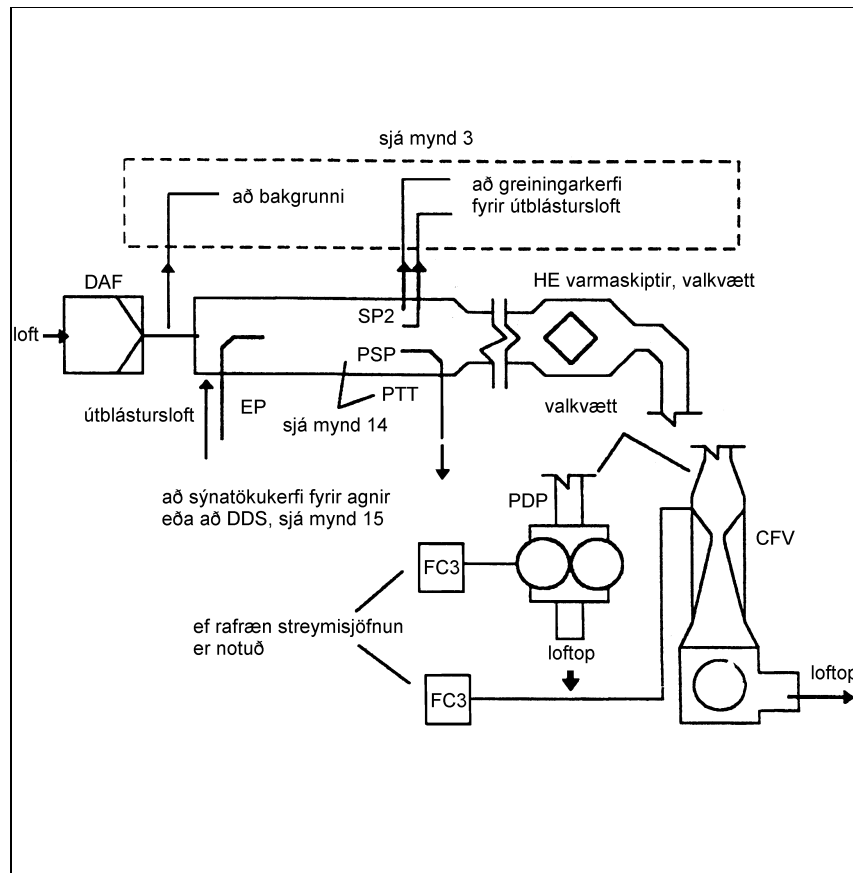 sjá mynd 3
að bakgrunni
að greiningarkerfi
fyrir útblástursloft
DAF
HE varmaskiptir, valkvætt
loft
SP2
PSP
PTT
EP
útblástursloft
sjá mynd 14
valkvætt
að sýnatökukerfi fyrir agnir
eða að DDS, sjá mynd 15
PDP
CFV
FC3
ef rafræn streymisjöfnun
er notuð
loftop
loftop
FC3